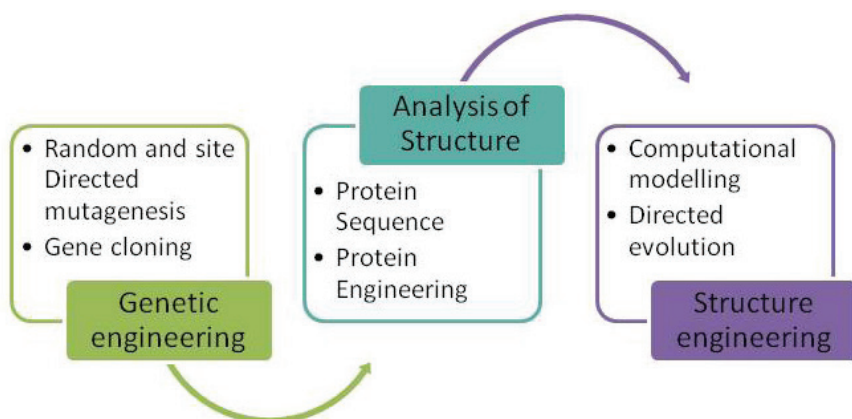 • Random and site
Directed
mutagenesis
• Gene cloning
Genetic
engineering
Analysis of
Structure
• Protein
Sequence
• Protein
Engineering
• Computational
modelling
• Directed
evolution
Structure
engineering